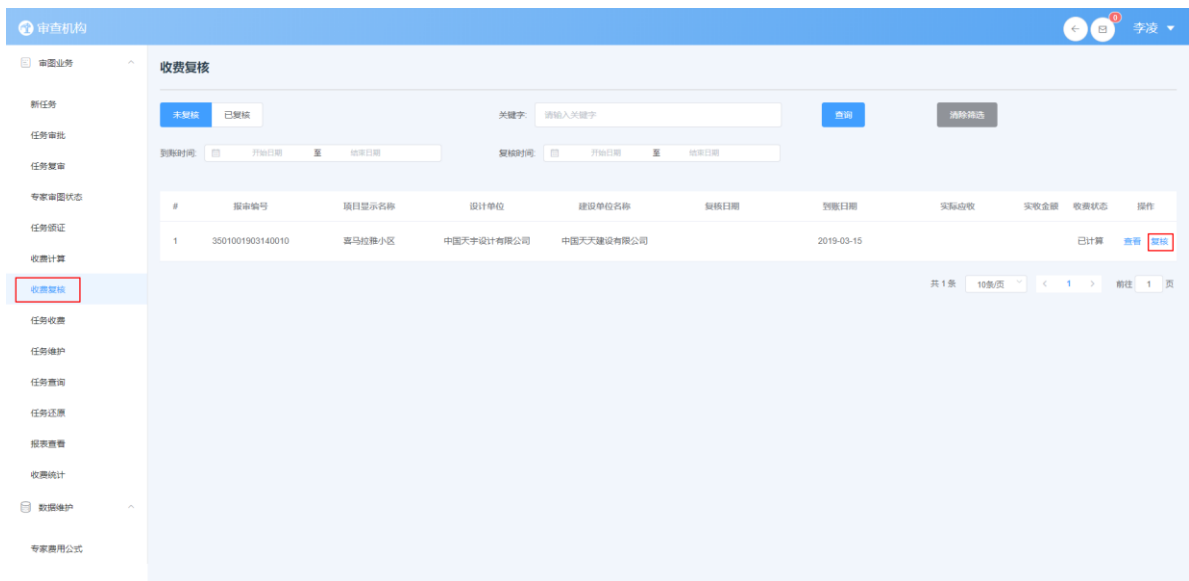 审查机构
0
李凌
审图业务
新任务
任务审批
任务复审
专家审图状态
任务颁证
收费计算
收费复核
任务收费
任务维护
任务查询
任务还原
报表查看
收费统计
数据维护
专家费用公式
收费复核
未复核 已复核 关键字: 请输入关键字 查询 清除筛选
到账时间: 开始日期 至 结束日期 复核时间: 开始日期 至 结束日期
# 报审编号 项目显示名称 设计单位 建设单位名称 复核日期 到账日期 实际应收 实收金额 收费状态 操作
1 3501001903140010 喜马拉雅小区 中国天宇设计有限公司 中国天天建设有限公司 2019-03-15 已计算 查看 复核
共 1 条 10条/页 < 1 > 前往 1 页